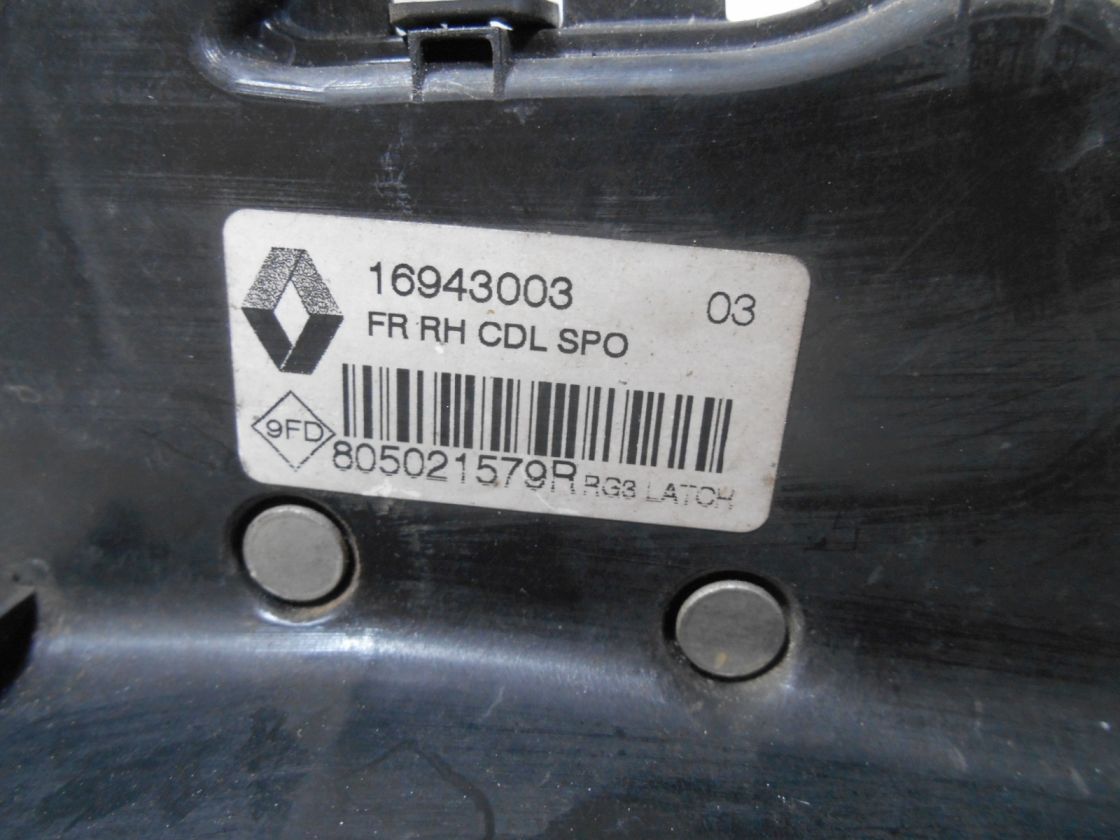 16943003 03
FR RH CDL SPO
9FD
805021579R RG3 LATCH